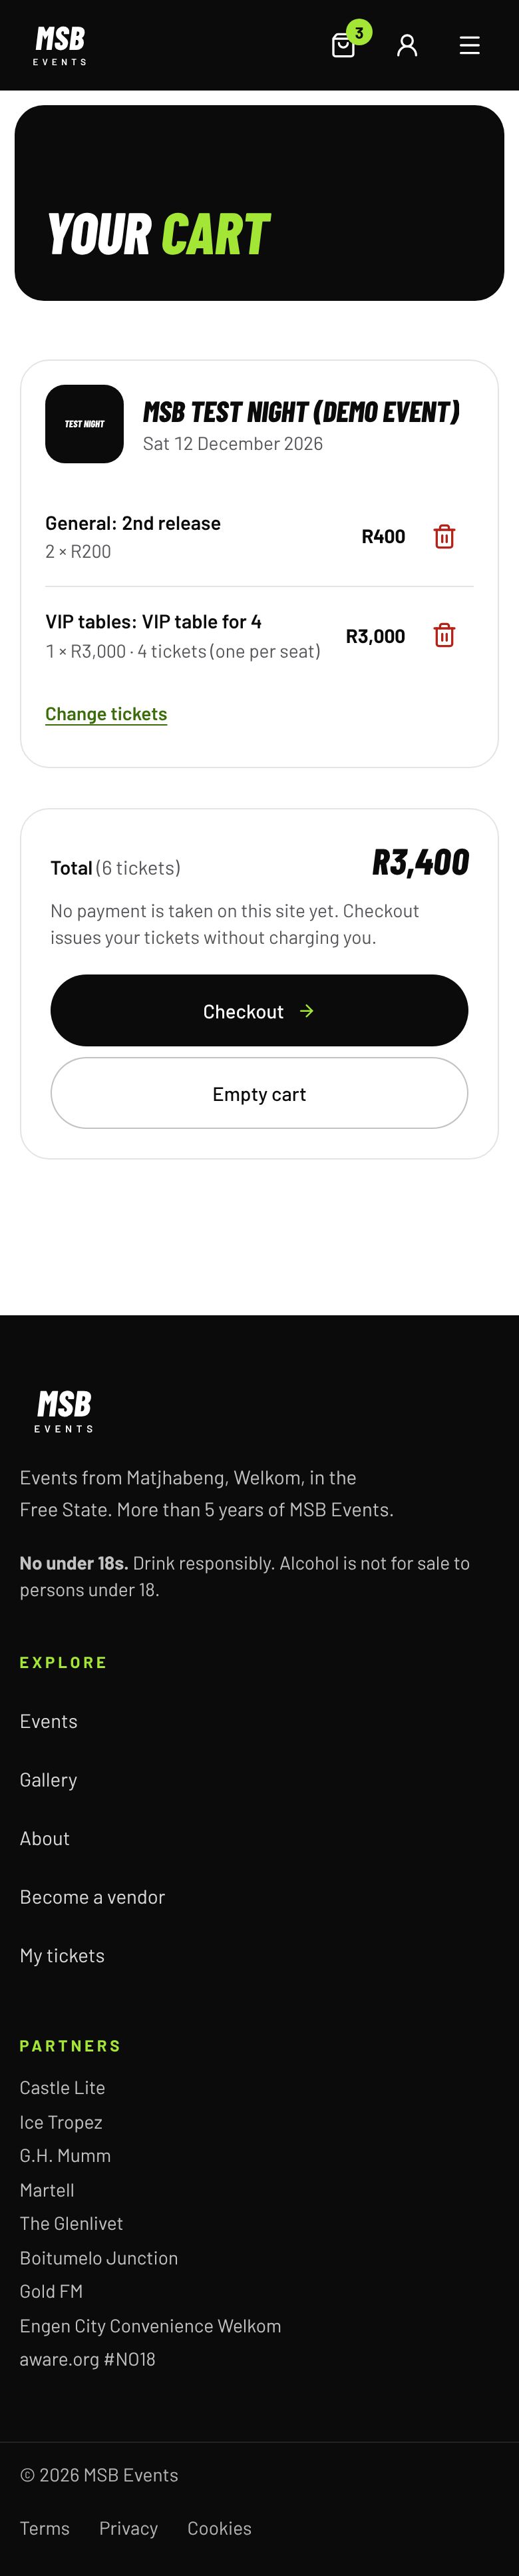 MSB
EVENTS
3
YOUR CART
TEST NIGHT
MSB TEST NIGHT (DEMO EVENT)
Sat 12 December 2026
General: 2nd release
2 × R200
R400
VIP tables: VIP table for 4
1 × R3,000 · 4 tickets (one per seat)
R3,000
Change tickets
Total (6 tickets)
R3,400
No payment is taken on this site yet. Checkout
issues your tickets without charging you.
Checkout →
Empty cart
MSB
EVENTS
Events from Matjhabeng, Welkom, in the
Free State. More than 5 years of MSB Events.
No under 18s. Drink responsibly. Alcohol is not for sale to
persons under 18.
EXPLORE
Events
Gallery
About
Become a vendor
My tickets
PARTNERS
Castle Lite
Ice Tropez
G.H. Mumm
Martell
The Glenlivet
Boitumelo Junction
Gold FM
Engen City Convenience Welkom
aware.org #NO18
© 2026 MSB Events
Terms Privacy Cookies